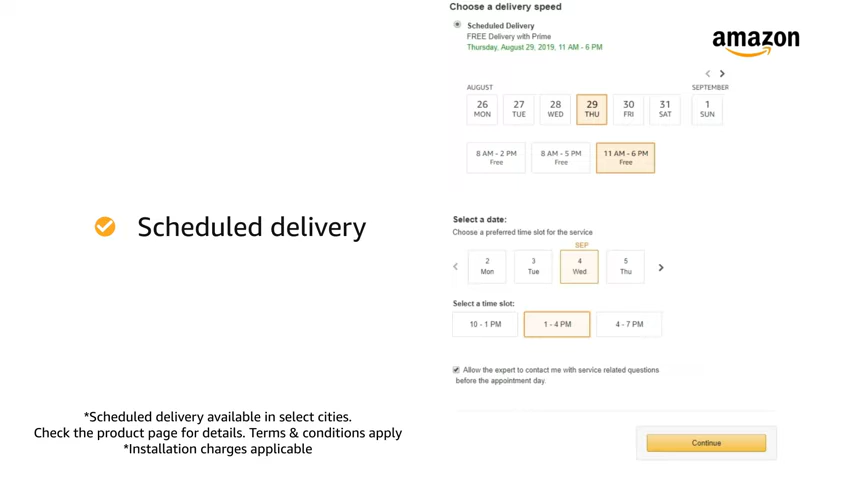 Choose a delivery speed
Scheduled Delivery
FREE Delivery with Prime
Thursday, August 29, 2019, 11 AM - 6 PM
amazon
AUGUST
SEPTEMBER
26 27 28 29 30 31 1
MON TUE WED THU FRI SAT SUN
8 AM - 2 PM 8 AM - 5 PM 11 AM - 6 PM
Free Free Free
Scheduled delivery
Select a date:
Choose a preferred time slot for the service
SEP
2 3 4 5
Mon Tue Wed Thu
Select a time slot:
10 - 1 PM 1 - 4 PM 4 - 7 PM
Allow the expert to contact me with service related questions
before the appointment day.
*Scheduled delivery available in select cities.
Check the product page for details. Terms & conditions apply
*Installation charges applicable
Continue